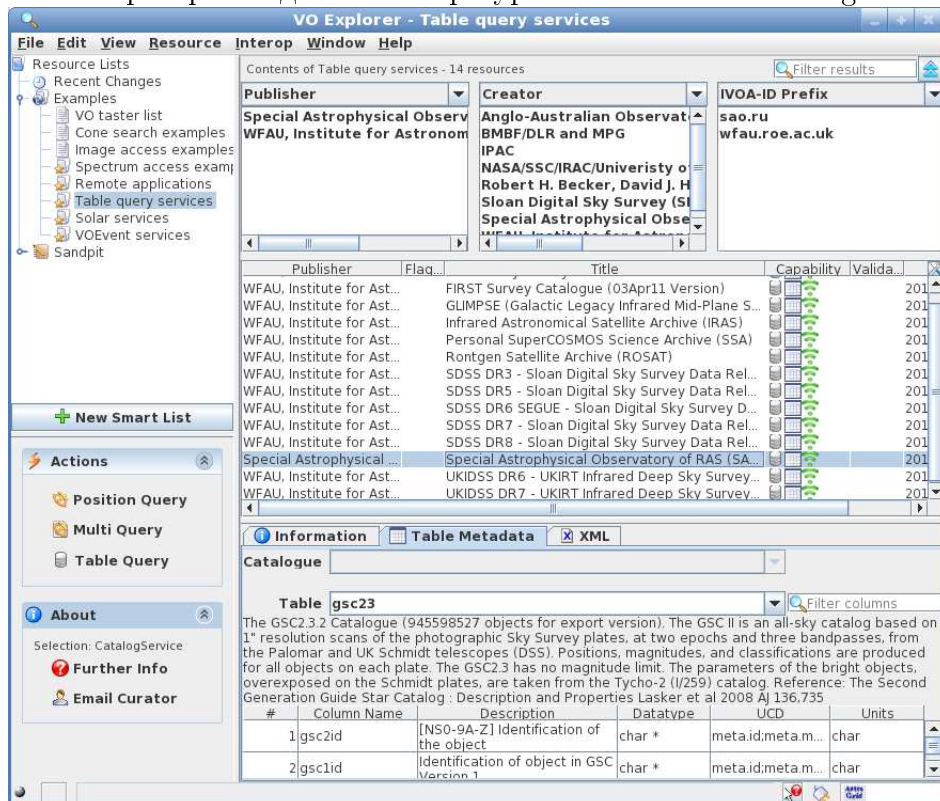 VO Explorer - Table query services
File Edit View Resource Interop Window Help
Resource Lists
Recent Changes
Examples
VO taster list
Cone search examples
Image access examples
Spectrum access exam
Remote applications
Table query services
Solar services
VOEvent services
Sandpit
New Smart List
Actions
Position Query
Multi Query
Table Query
About
Selection: CatalogService
Further Info
Email Curator
Contents of Table query services - 14 resources
Filter results
Publisher
Special Astrophysical Observ
WFAU, Institute for Astronom
Creator
Anglo-Australian Observat
BMBF/DLR and MPG
IPAC
NASA/SSC/IRAC/Univeristy o
Robert H. Becker, David J. H
Sloan Digital Sky Survey (S
Special Astrophysical Obse
IVOA-ID Prefix
sao.ru
wfau.roe.ac.uk
Publisher Flag... Title Capability Valida...
WFAU, Institute for Ast... FIRST Survey Catalogue (03Apr11 Version) 201
WFAU, Institute for Ast... GLIMPSE (Galactic Legacy Infrared Mid-Plane S... 201
WFAU, Institute for Ast... Infrared Astronomical Satellite Archive (IRAS) 201
WFAU, Institute for Ast... Personal SuperCOSMOS Science Archive (SSA) 201
WFAU, Institute for Ast... Rontgen Satellite Archive (ROSAT) 201
WFAU, Institute for Ast... SDSS DR3 - Sloan Digital Sky Survey Data Rel... 201
WFAU, Institute for Ast... SDSS DR5 - Sloan Digital Sky Survey Data Rel... 201
WFAU, Institute for Ast... SDSS DR6 SEGUE - Sloan Digital Sky Survey D... 201
WFAU, Institute for Ast... SDSS DR7 - Sloan Digital Sky Survey Data Rel... 201
WFAU, Institute for Ast... SDSS DR8 - Sloan Digital Sky Survey Data Rel... 201
Special Astrophysical ... Special Astrophysical Observatory of RAS (SA... 201
WFAU, Institute for Ast... UKIDSS DR6 - UKIRT Infrared Deep Sky Survey... 201
WFAU, Institute for Ast... UKIDSS DR7 - UKIRT Infrared Deep Sky Survey... 201
Information Table Metadata XML
Catalogue
Table gsc23 Filter columns
The GSC2.3.2 Catalogue (945598527 objects for export version). The GSC II is an all-sky catalog based on
1" resolution scans of the photographic Sky Survey plates, at two epochs and three bandpasses, from
the Palomar and UK Schmidt telescopes (DSS). Positions, magnitudes, and classifications are produced
for all objects on each plate. The GSC2.3 has no magnitude limit. The parameters of the bright objects,
overexposed on the Schmidt plates, are taken from the Tycho-2 (I/259) catalog. Reference: The Second
Generation Guide Star Catalog : Description and Properties Lasker et al 2008 AJ 136,735
# Column Name Description Datatype UCD Units
1 gsc2id [NS0-9A-Z] Identification of the object char * meta.id;meta.m... char
2 gsc1id Identification of object in GSC Version 1 char * meta.id;meta.m... char